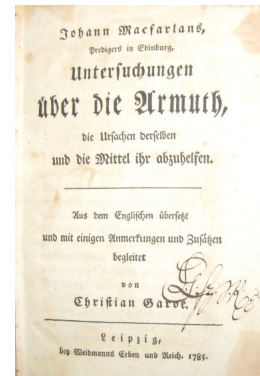 Johann Macfarlans,
Predigers in Edinburg,
Untersuchungen
über die Armuth,
die Ursachen derselben
und die Mittel ihr abzuhelfen.
Aus dem Englischen übersetzt
und mit einigen Anmerkungen und Zusätzen
begleitet
von
Christian Garve.
Leipzig,
bey Weidmanns Erben und Reich. 1785.